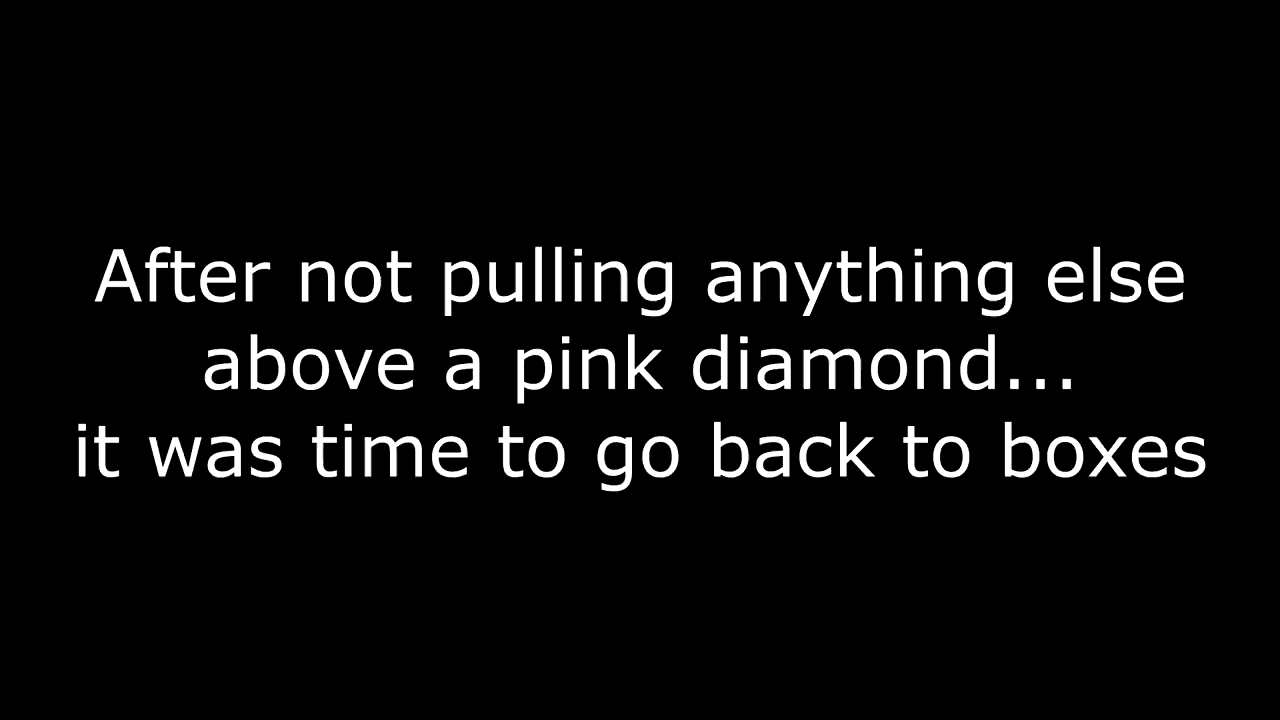 After not pulling anything else
above a pink diamond...
it was time to go back to boxes